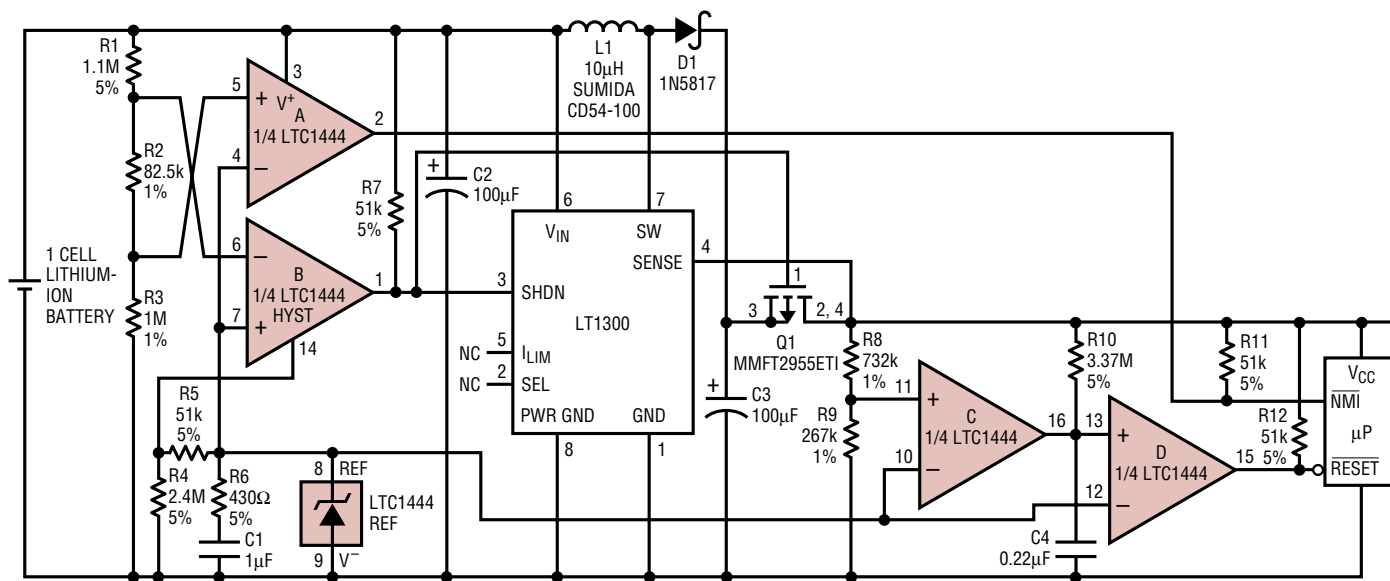 R1
1.1M
5%
R2
82.5k
1%
R3
1M
1%
1 CELL
LITHIUM-
ION
BATTERY
5
+
3
V+
A
1/4 LTC1444
4
–
2
6
–
B
1/4 LTC1444
HYST
7
+
1
14
R5
51k
5%
R4
2.4M
5%
R6
430Ω
5%
C1
1µF
8
REF
LTC1444
REF
9
V–
R7
51k
5%
+
C2
100µF
L1
10µH
SUMIDA
CD54-100
D1
1N5817
6
7
VIN
SW
4
SENSE
3
SHDN
LT1300
5
NC
ILIM
2
NC
SEL
PWR GND
GND
8
1
1
3
2, 4
Q1
MMFT2955ETI
+
C3
100µF
R8
732k
1%
R9
267k
1%
11
+
C
1/4 LTC1444
10
–
16
R10
3.37M
5%
C4
0.22µF
13
+
D
1/4 LTC1444
12
–
15
R11
51k
5%
R12
51k
5%
VCC
NMI
µP
RESET